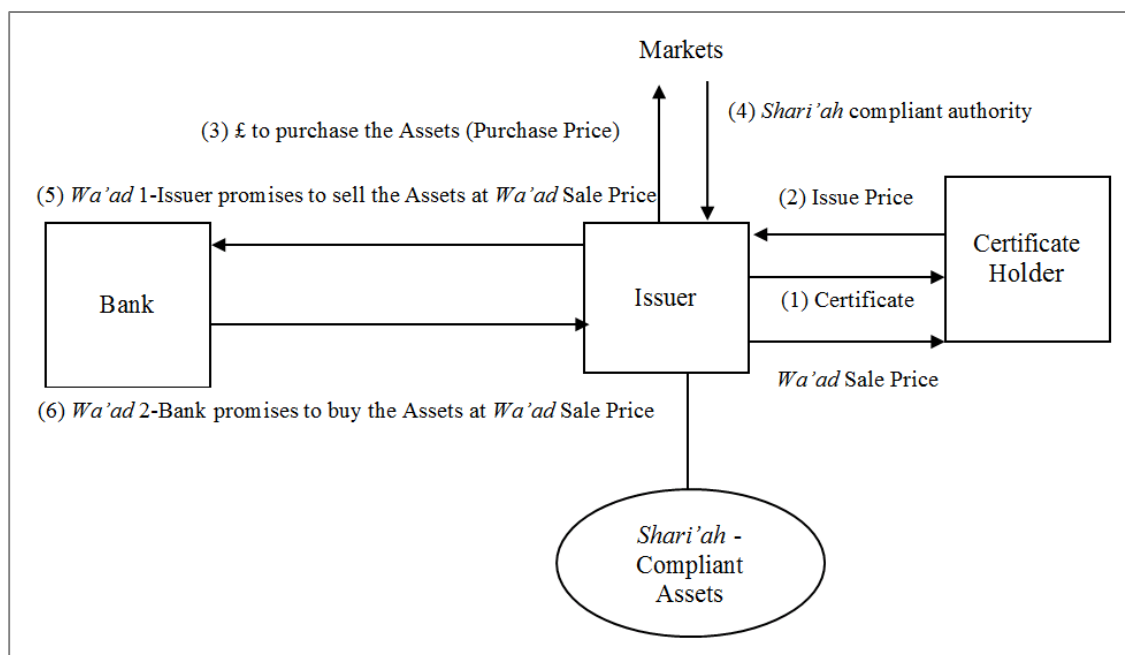 Markets
(3) £ to purchase the Assets (Purchase Price)
(4) Shari’ah compliant authority
(5) Wa’ad 1-Issuer promises to sell the Assets at Wa’ad Sale Price
(2) Issue Price
Certificate
Holder
Bank
Issuer
(1) Certificate
Wa’ad Sale Price
(6) Wa’ad 2-Bank promises to buy the Assets at Wa’ad Sale Price
Shari’ah -
Compliant
Assets